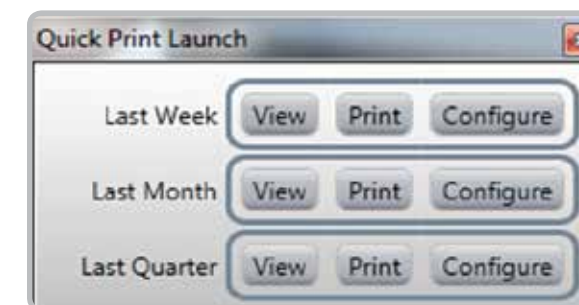 Quick Print Launch
Last Week View Print Configure
Last Month View Print Configure
Last Quarter View Print Configure